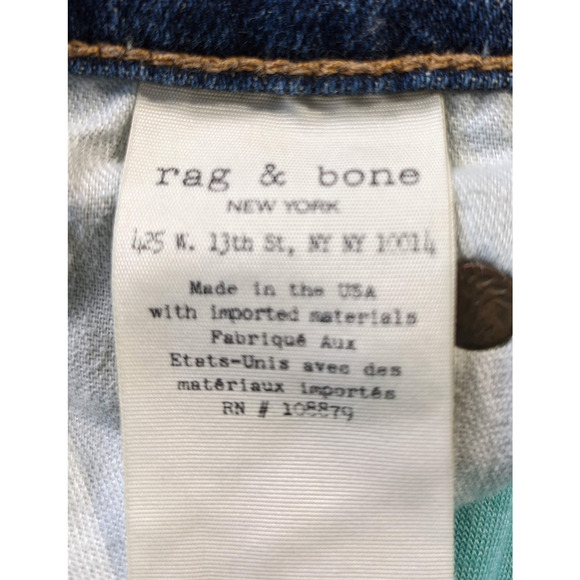 rag & bone
NEW YORK
425 W. 13th St, NY NY 10014
Made in the USA
with imported materials
Fabriqué Aux
Etats-Unis avec des
matériaux importés
RN # 108879